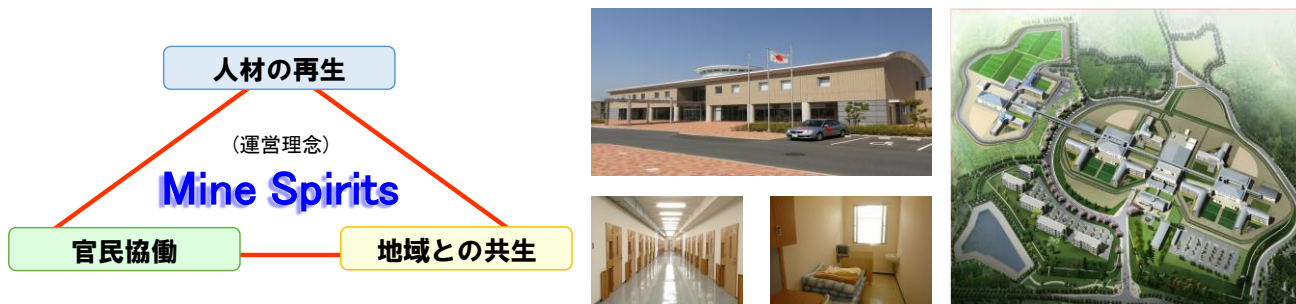 人材の再生
（運営理念）
Mine Spirits
官民協働
地域との共生